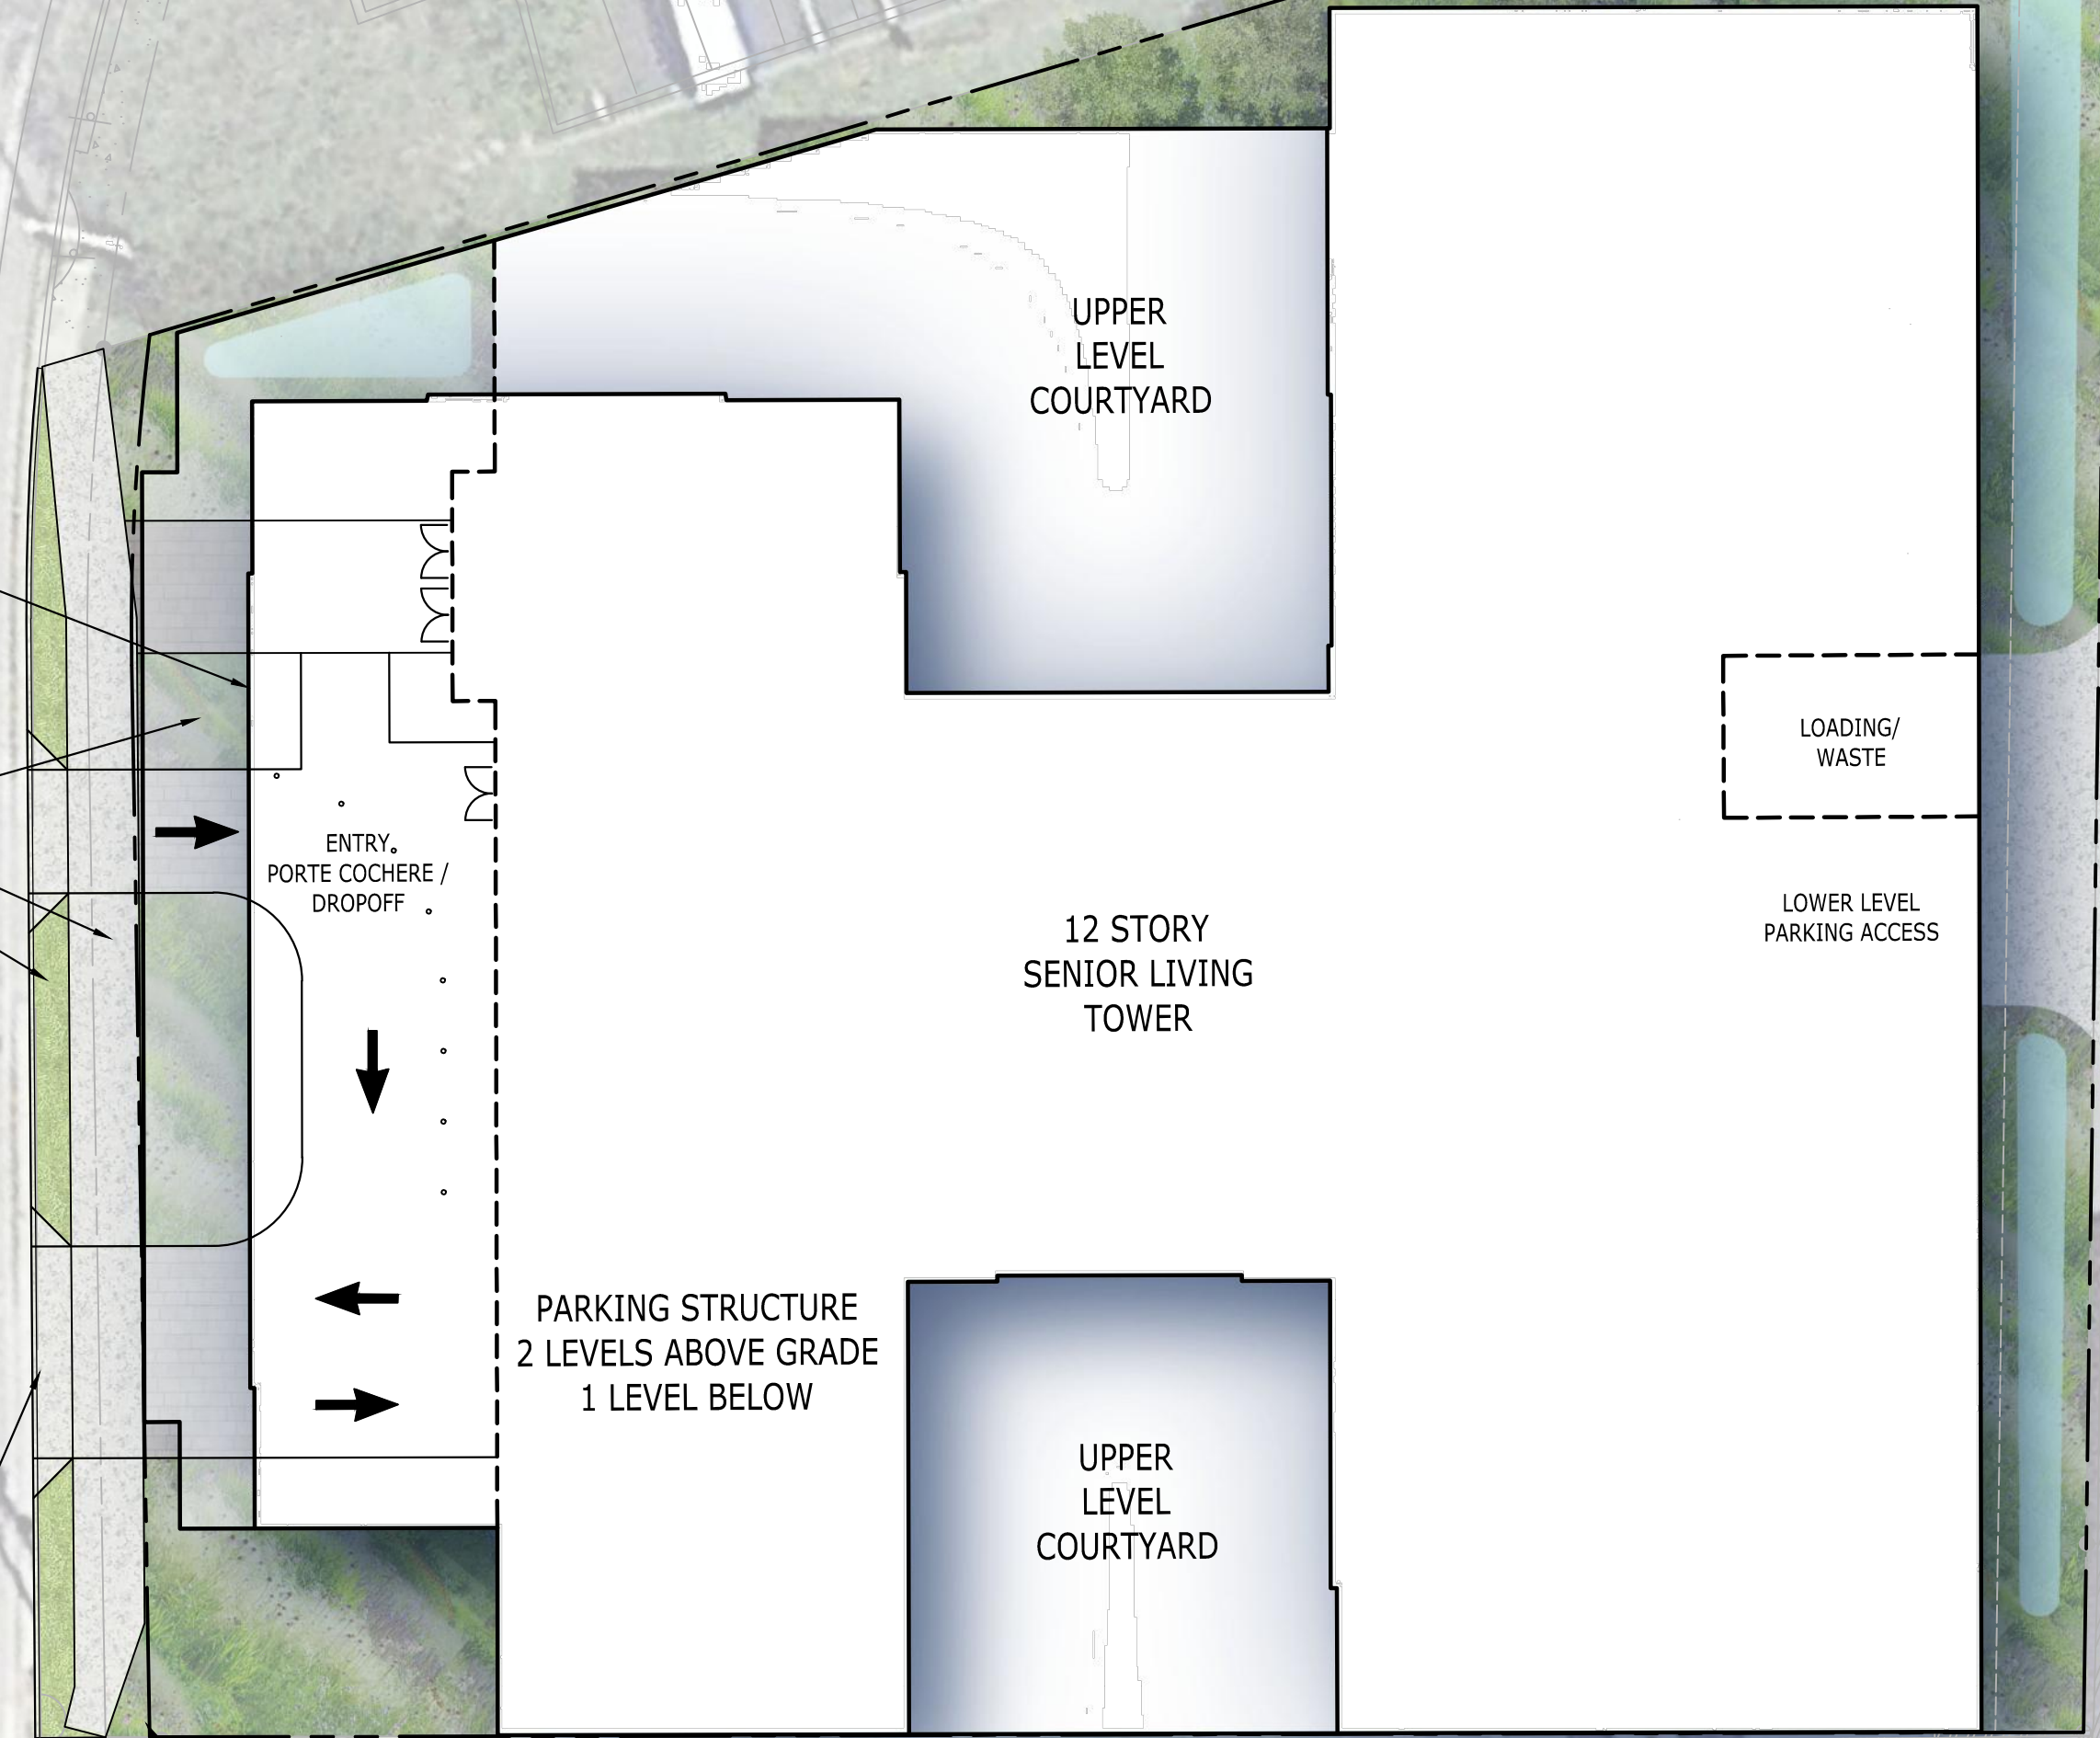 UPPER
LEVEL
COURTYARD
LOADING/
WASTE
ENTRY
PORTE COCHERE /
DROPOFF
LOWER LEVEL
PARKING ACCESS
12 STORY
SENIOR LIVING
TOWER
PARKING STRUCTURE
2 LEVELS ABOVE GRADE
1 LEVEL BELOW
UPPER
LEVEL
COURTYARD